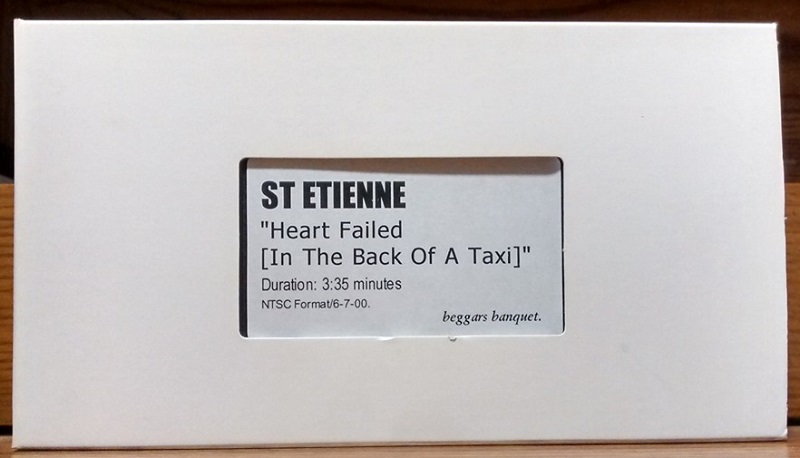 ST ETIENNE
"Heart Failed
[In The Back Of A Taxi]"
Duration: 3:35 minutes
NTSC Format/6-7-00.
beggars banquet.